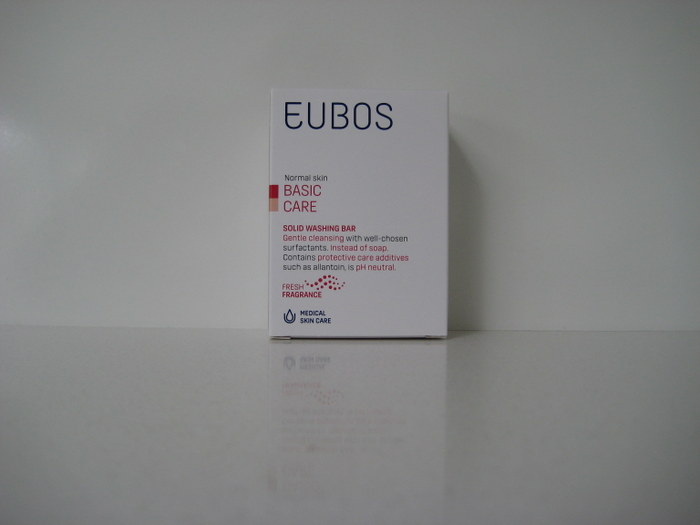 EUBOS
Normal skin
BASIC
CARE
SOLID WASHING BAR
Gentle cleansing with well-chosen
surfactants. Instead of soap.
Contains protective care additives
such as allantoin, is pH neutral.
FRESH
FRAGRANCE
MEDICAL
SKIN CARE